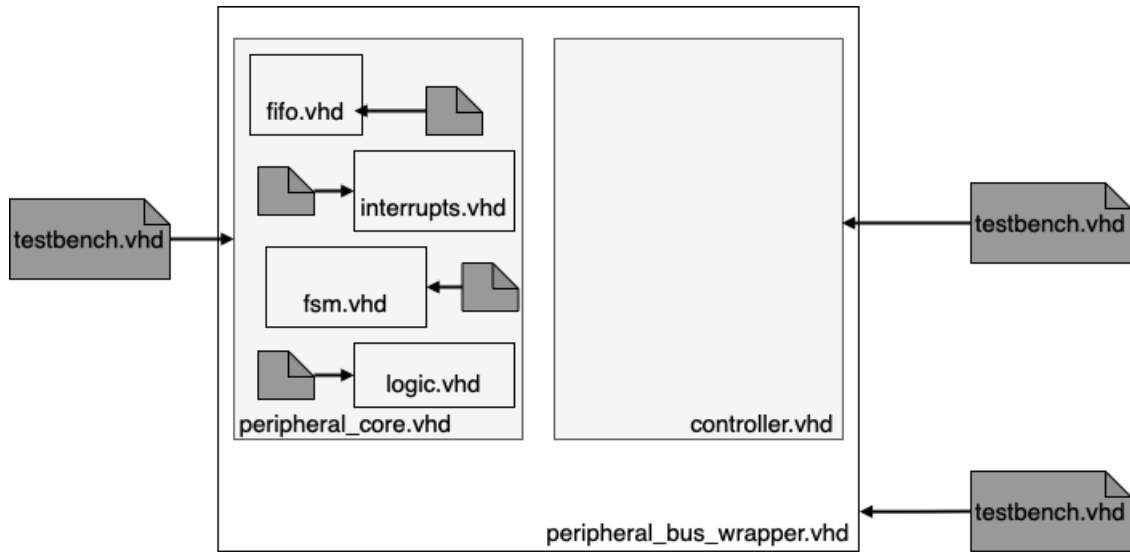 fifo.vhd
interrupts.vhd
testbench.vhd
testbench.vhd
fsm.vhd
logic.vhd
peripheral_core.vhd
controller.vhd
testbench.vhd
peripheral_bus_wrapper.vhd